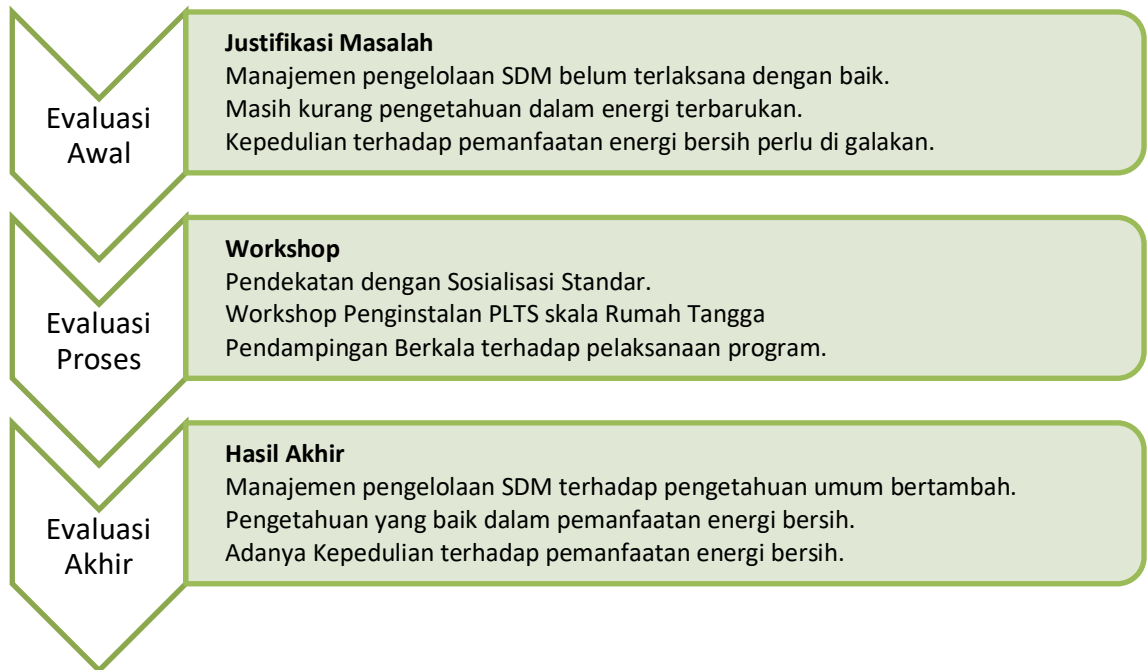 Evaluasi
Awal
Justifikasi Masalah
Manajemen pengelolaan SDM belum terlaksana dengan baik.
Masih kurang pengetahuan dalam energi terbarukan.
Kepedulian terhadap pemanfaatan energi bersih perlu di galakan.
Evaluasi
Proses
Workshop
Pendekatan dengan Sosialisasi Standar.
Workshop Penginstalan PLTS skala Rumah Tangga
Pendampingan Berkala terhadap pelaksanaan program.
Evaluasi
Akhir
Hasil Akhir
Manajemen pengelolaan SDM terhadap pengetahuan umum bertambah.
Pengetahuan yang baik dalam pemanfaatan energi bersih.
Adanya Kepedulian terhadap pemanfaatan energi bersih.